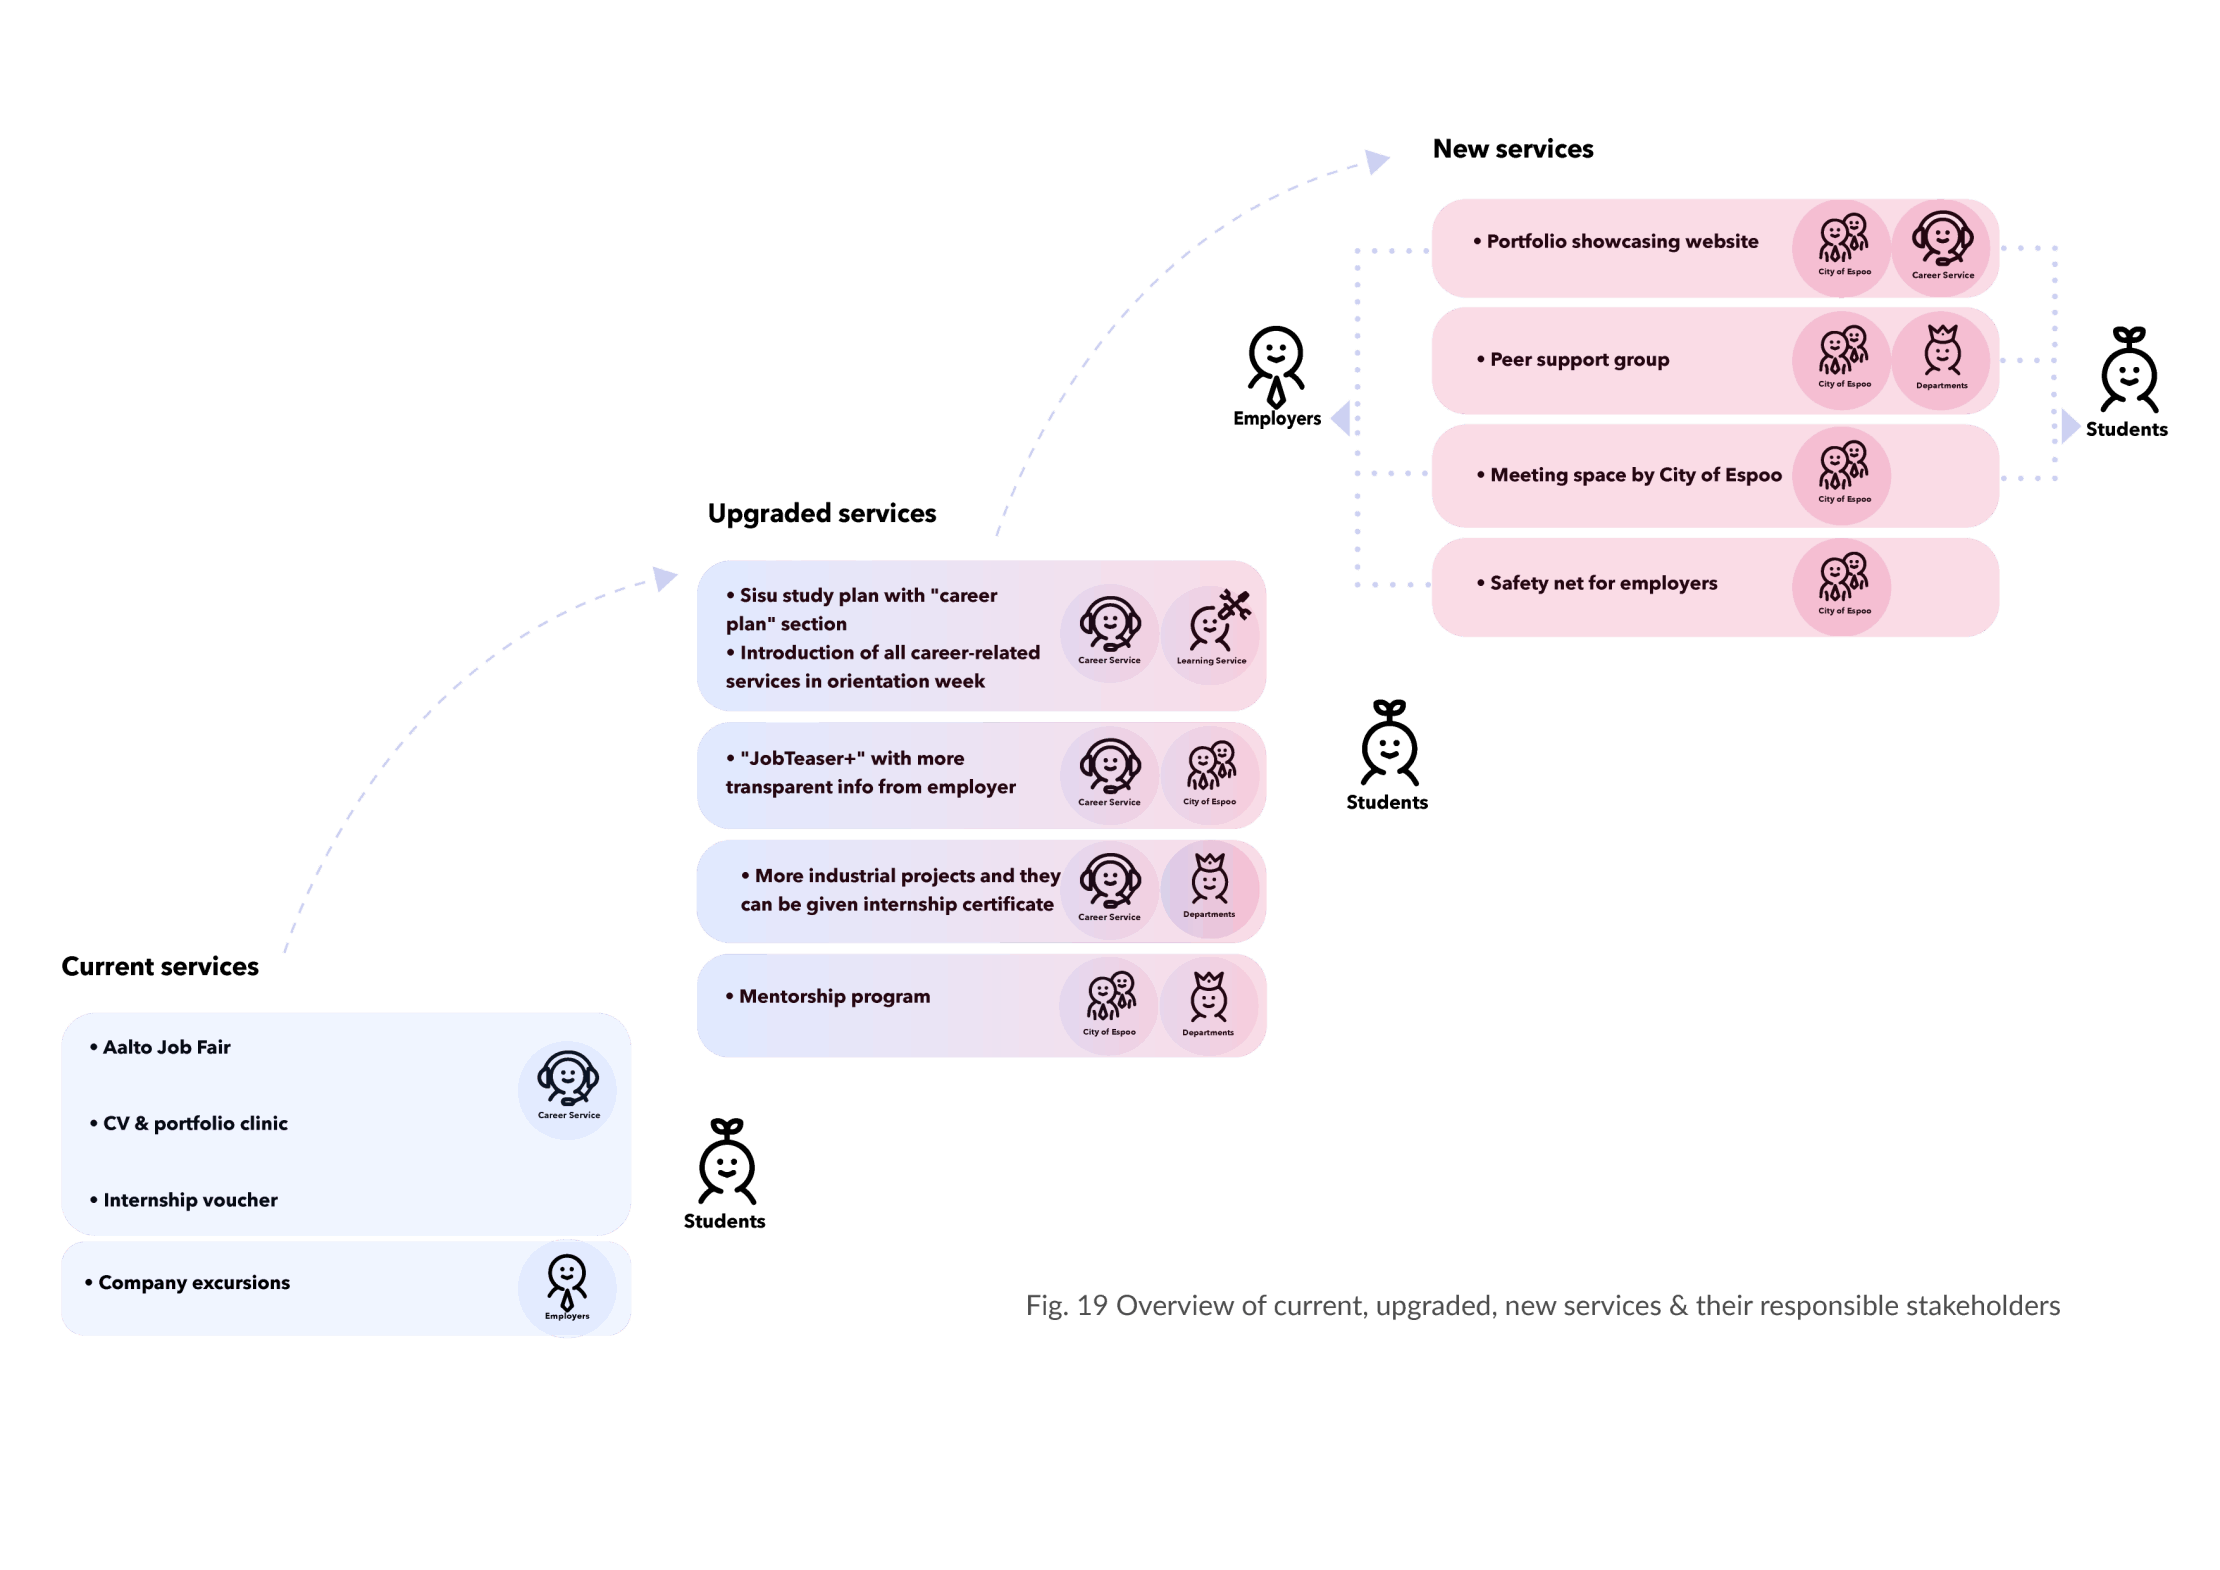 New services
• Portfolio showcasing website
City of Espoo
Career Service
• Peer support group
City of Espoo
Departments
• Meeting space by City of Espoo
City of Espoo
• Safety net for employers
City of Espoo
Employers
Students
Upgraded services
• Sisu study plan with "career
plan" section
• Introduction of all career-related
services in orientation week
Career Service
Learning Service
• "JobTeaser+" with more
transparent info from employer
Career Service
City of Espoo
• More industrial projects and they
can be given internship certificate
Career Service
Departments
• Mentorship program
City of Espoo
Departments
Students
Current services
• Aalto Job Fair
• CV & portfolio clinic
• Internship voucher
Career Service
• Company excursions
Employers
Students
Fig. 19 Overview of current, upgraded, new services & their responsible stakeholders